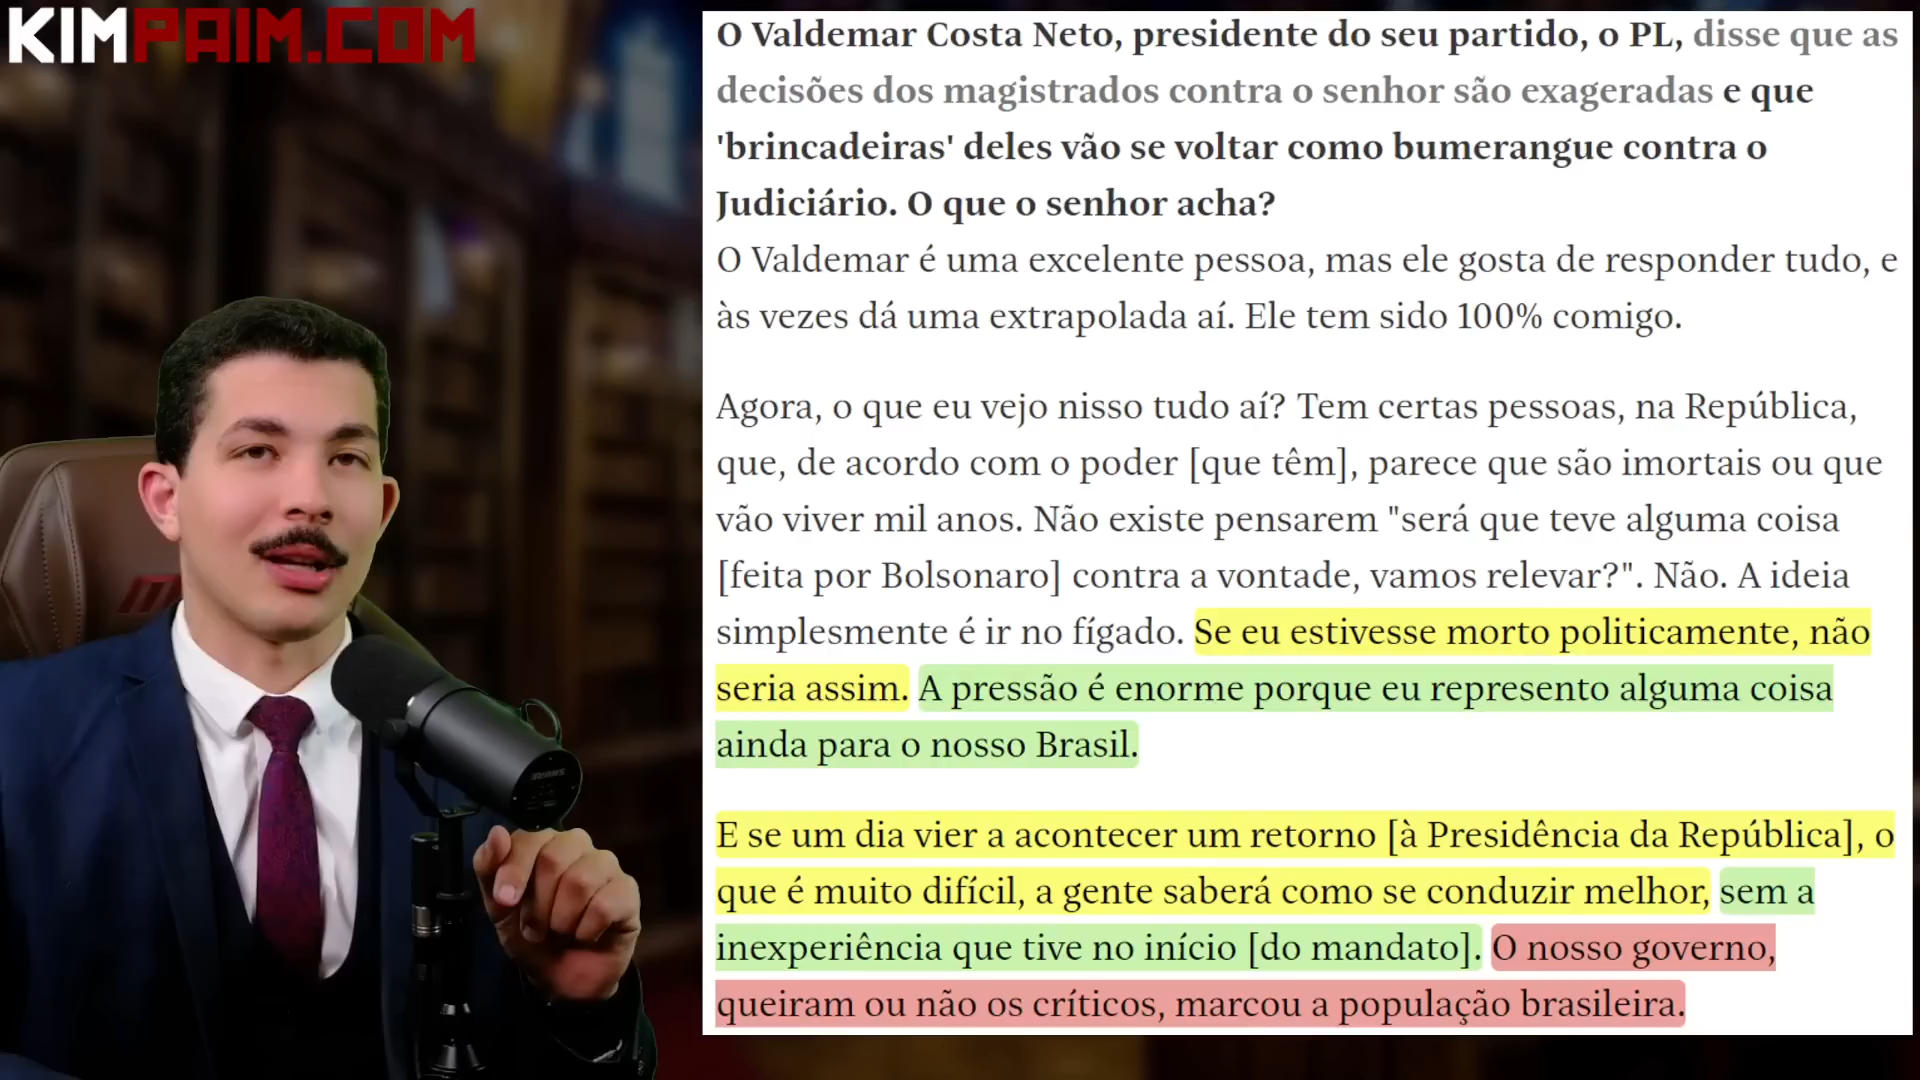 KIMPAIM.COM
O Valdemar Costa Neto, presidente do seu partido, o PL, disse que as
decisões dos magistrados contra o senhor são exageradas e que
'brincadeiras' deles vão se voltar como bumerangue contra o
Judiciário. O que o senhor acha?
O Valdemar é uma excelente pessoa, mas ele gosta de responder tudo, e
às vezes dá uma extrapolada aí. Ele tem sido 100% comigo.
Agora, o que eu vejo nisso tudo aí? Tem certas pessoas, na República,
que, de acordo com o poder [que têm], parece que são imortais ou que
vão viver mil anos. Não existe pensarem "será que teve alguma coisa
[feita por Bolsonaro] contra a vontade, vamos relevar?". Não. A ideia
simplesmente é ir no fígado. Se eu estivesse morto politicamente, não
seria assim. A pressão é enorme porque eu represento alguma coisa
ainda para o nosso Brasil.
E se um dia vier a acontecer um retorno [à Presidência da República], o
que é muito difícil, a gente saberá como se conduzir melhor, sem a
inexperiência que tive no início [do mandato]. O nosso governo,
queiram ou não os críticos, marcou a população brasileira.